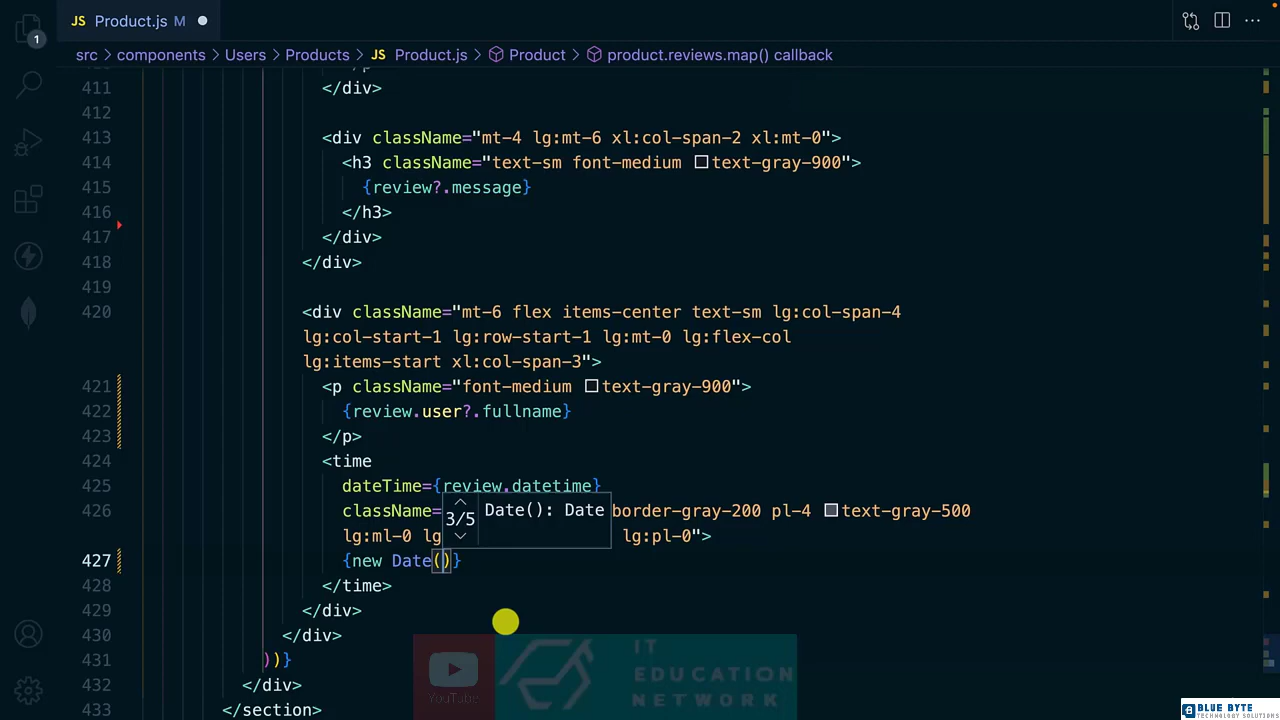 1
JS Product.js M
src > components > Users > Products > JS Product.js > Product > product.reviews.map() callback
411 </div>
412
413 <div className="mt-4 lg:mt-6 xl:col-span-2 xl:mt-0">
414 <h3 className="text-sm font-medium text-gray-900">
415 {review?.message}
416 </h3>
417 </div>
418 </div>
419
420 <div className="mt-6 flex items-center text-sm lg:col-span-4
lg:col-start-1 lg:row-start-1 lg:mt-0 lg:flex-col
lg:items-start xl:col-span-3">
421 <p className="font-medium text-gray-900">
422 {review.user?.fullname}
423 </p>
424 <time
425 dateTime={review.datetime}
426 className= border-gray-200 pl-4 text-gray-500
3/5 Date(): Date
lg:ml-0 lg lg:pl-0">
427 {new Date()}
428 </time>
429 </div>
430 </div>
431 ))}
432 </div>
433 </section>
YouTube
IT
EDUCATION
NETWORK
BLUE BYTE
TECHNOLOGY SOLUTIONS